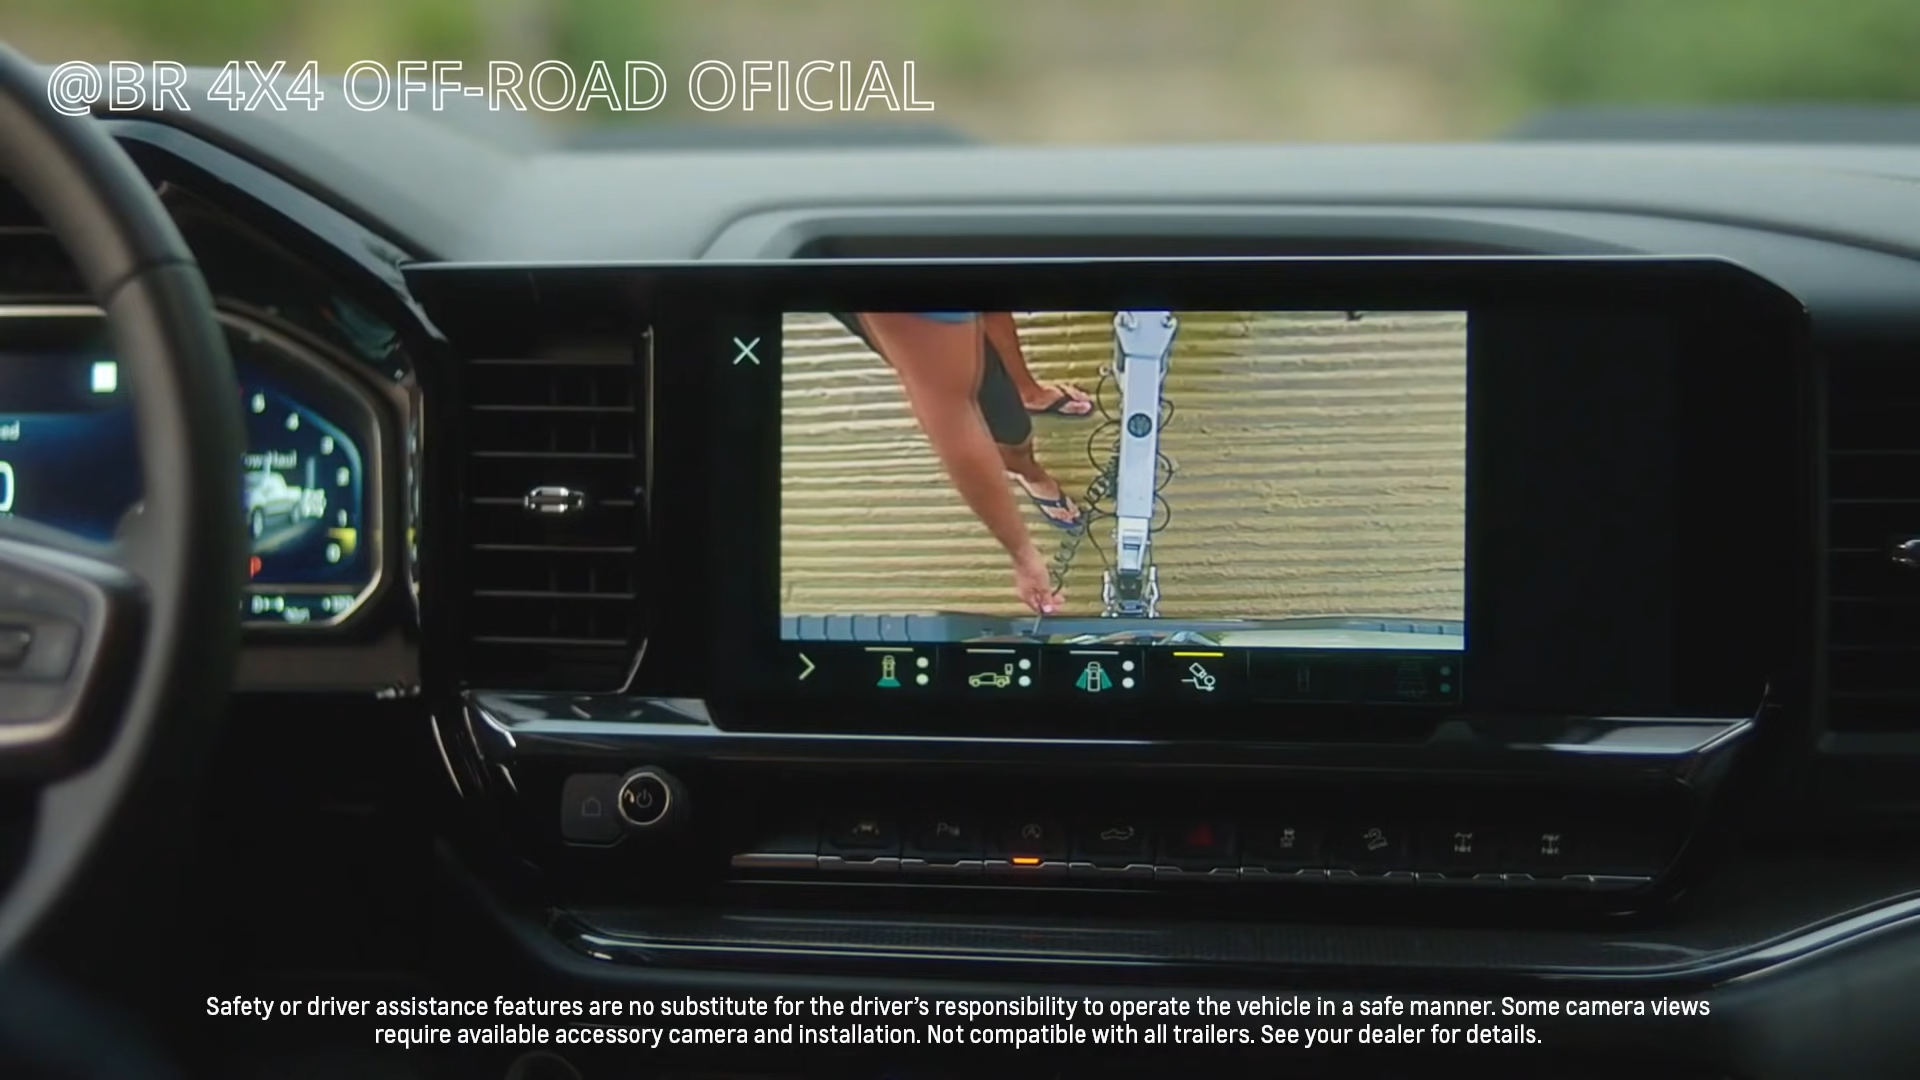 @BR 4X4 OFF-ROAD OFICIAL
Safety or driver assistance features are no substitute for the driver's responsibility to operate the vehicle in a safe manner. Some camera views
require available accessory camera and installation. Not compatible with all trailers. See your dealer for details.